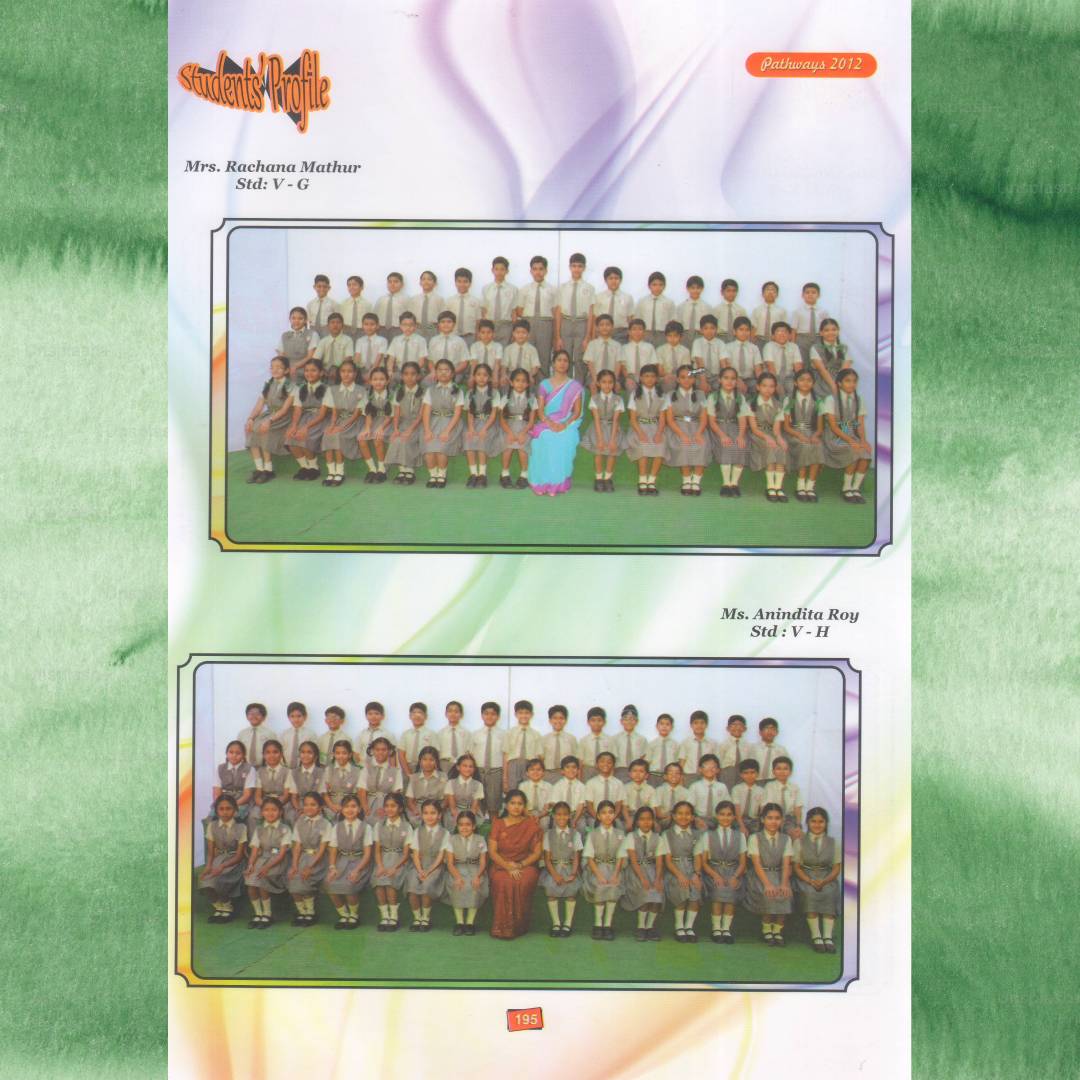 Students' Profile
Pathways 2012
Mrs. Rachana Mathur
Std: V - G
Ms. Anindita Roy
Std : V - H
195